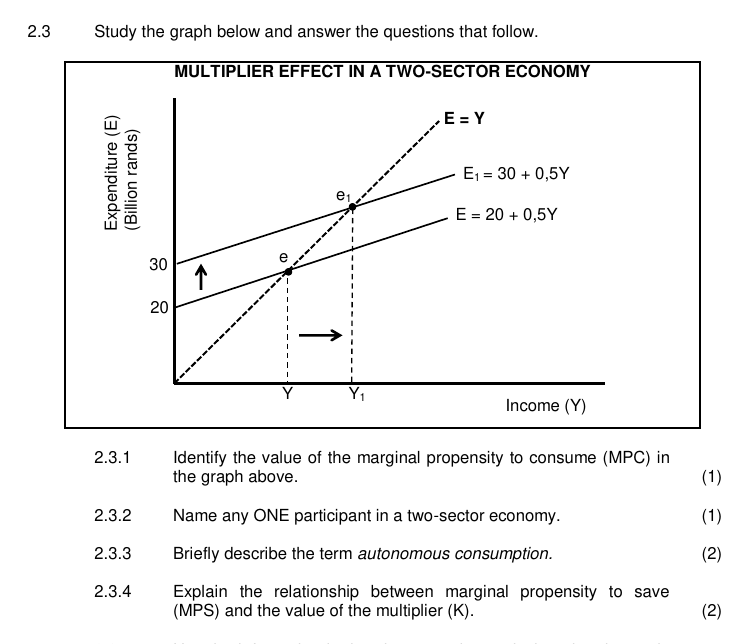 2.3 Study the graph below and answer the questions that follow.
MULTIPLIER EFFECT IN A TWO-SECTOR ECONOMY
Expenditure (E)
(Billion rands)
E = Y
E₁ = 30 + 0,5Y
E = 20 + 0,5Y
e₁
e
30
20
Y Y₁
Income (Y)
2.3.1 Identify the value of the marginal propensity to consume (MPC) in
the graph above. (1)
2.3.2 Name any ONE participant in a two-sector economy. (1)
2.3.3 Briefly describe the term autonomous consumption. (2)
2.3.4 Explain the relationship between marginal propensity to save
(MPS) and the value of the multiplier (K). (2)